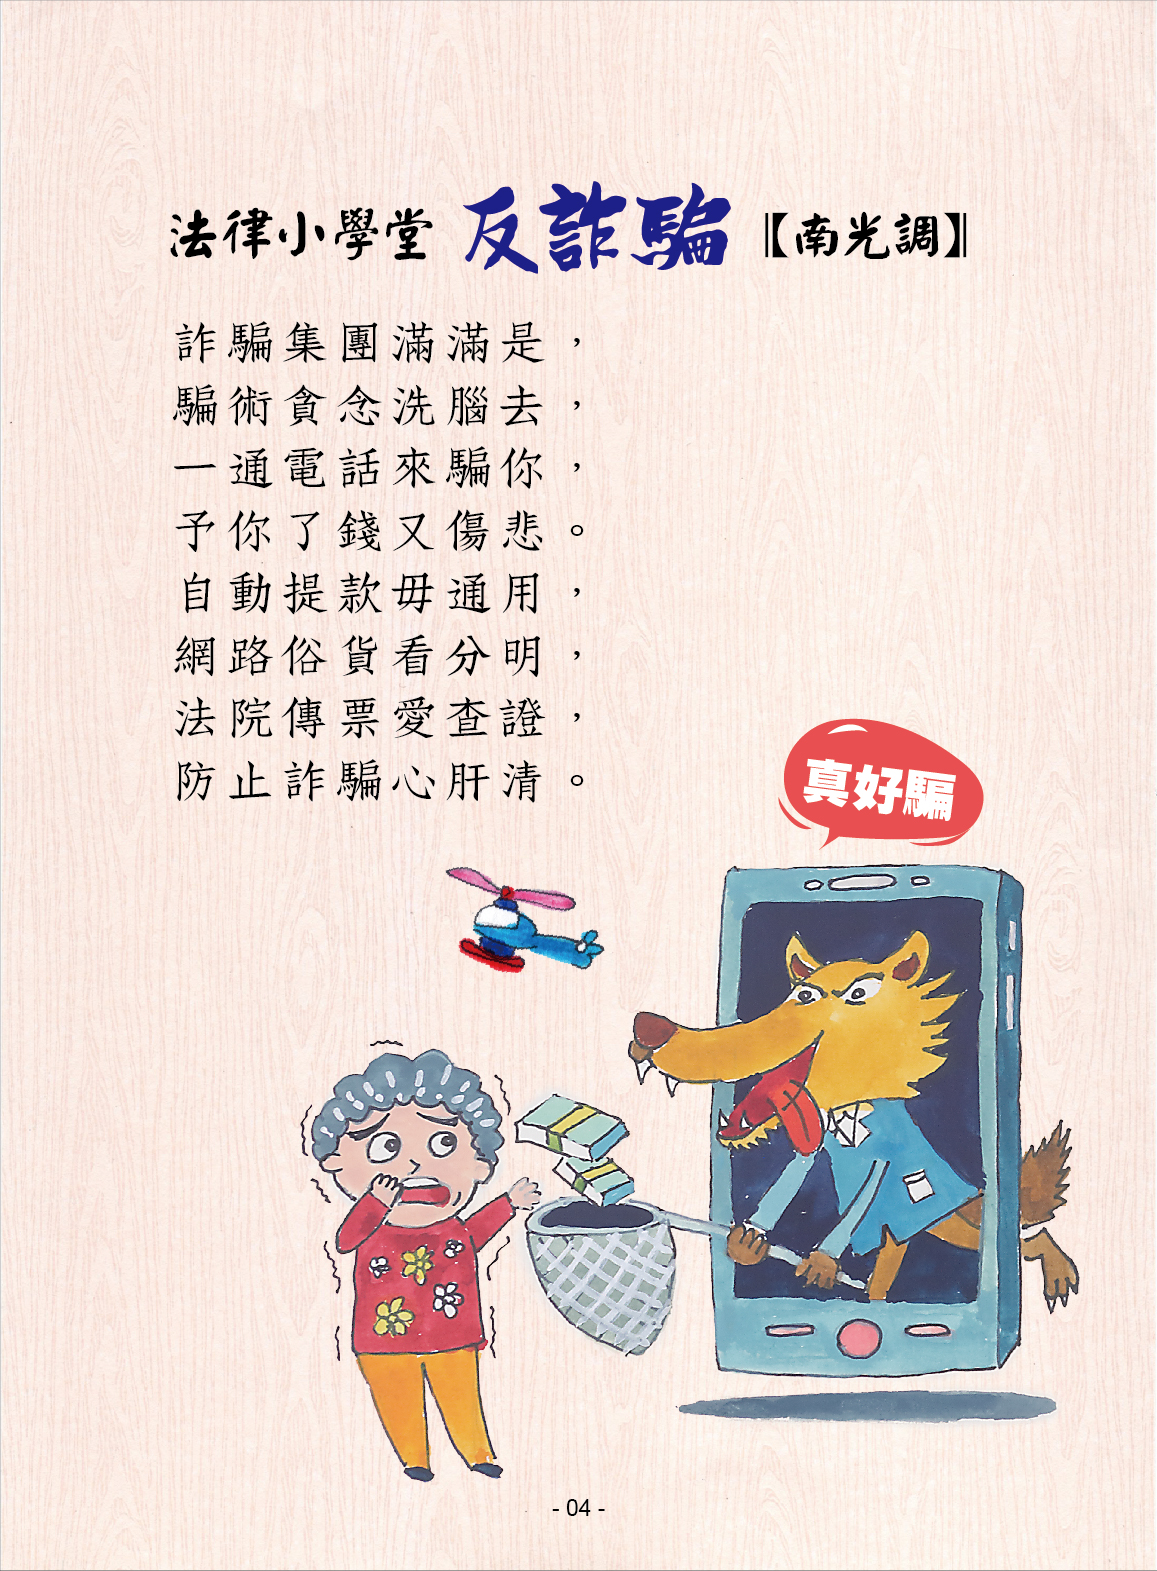 法律小學堂 反詐騙 【南光調】
詐騙集團滿滿是，
騙術貪念洗腦去，
一通電話來騙你，
予你了錢又傷悲。
自動提款毋通用，
網路俗貨看分明，
法院傳票愛查證，
防止詐騙心肝清。
真好騙
- 04 -